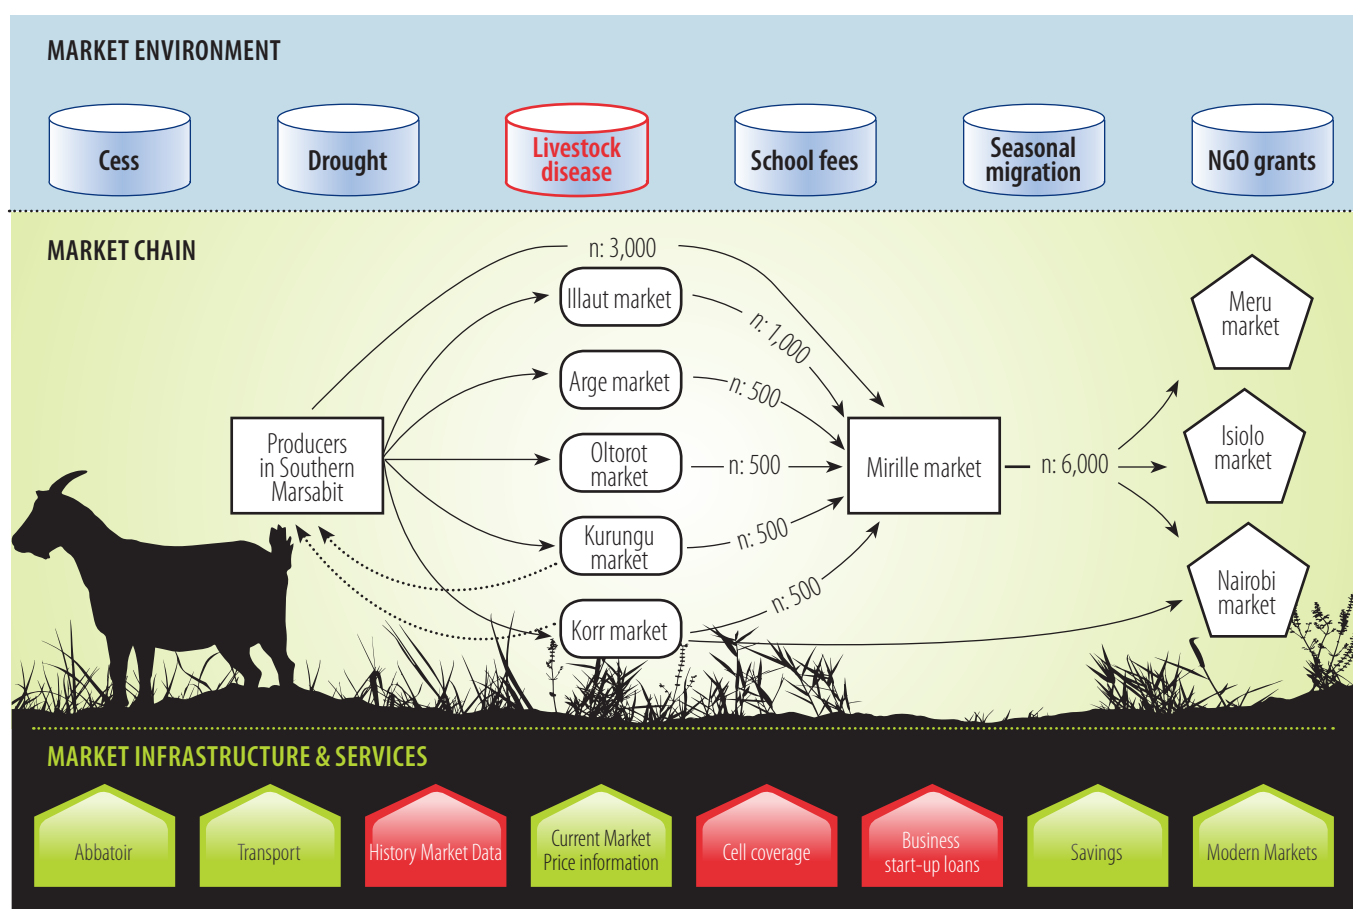 MARKET ENVIRONMENT
Cess
Drought
Livestock
disease
School fees
Seasonal
migration
NGO grants
MARKET CHAIN
n: 3,000
Illaut market
n: 1,000
Arge market
n: 500
Producers
in Southern
Marsabit
Oltorot
market
n: 500
Mirille market
n: 6,000
Kurungu
market
n: 500
Korr market
n: 500
Meru
market
Isiolo
market
Nairobi
market
MARKET INFRASTRUCTURE & SERVICES
Abbatoir
Transport
History Market Data
Current Market
Price information
Cell coverage
Business
start-up loans
Savings
Modern Markets